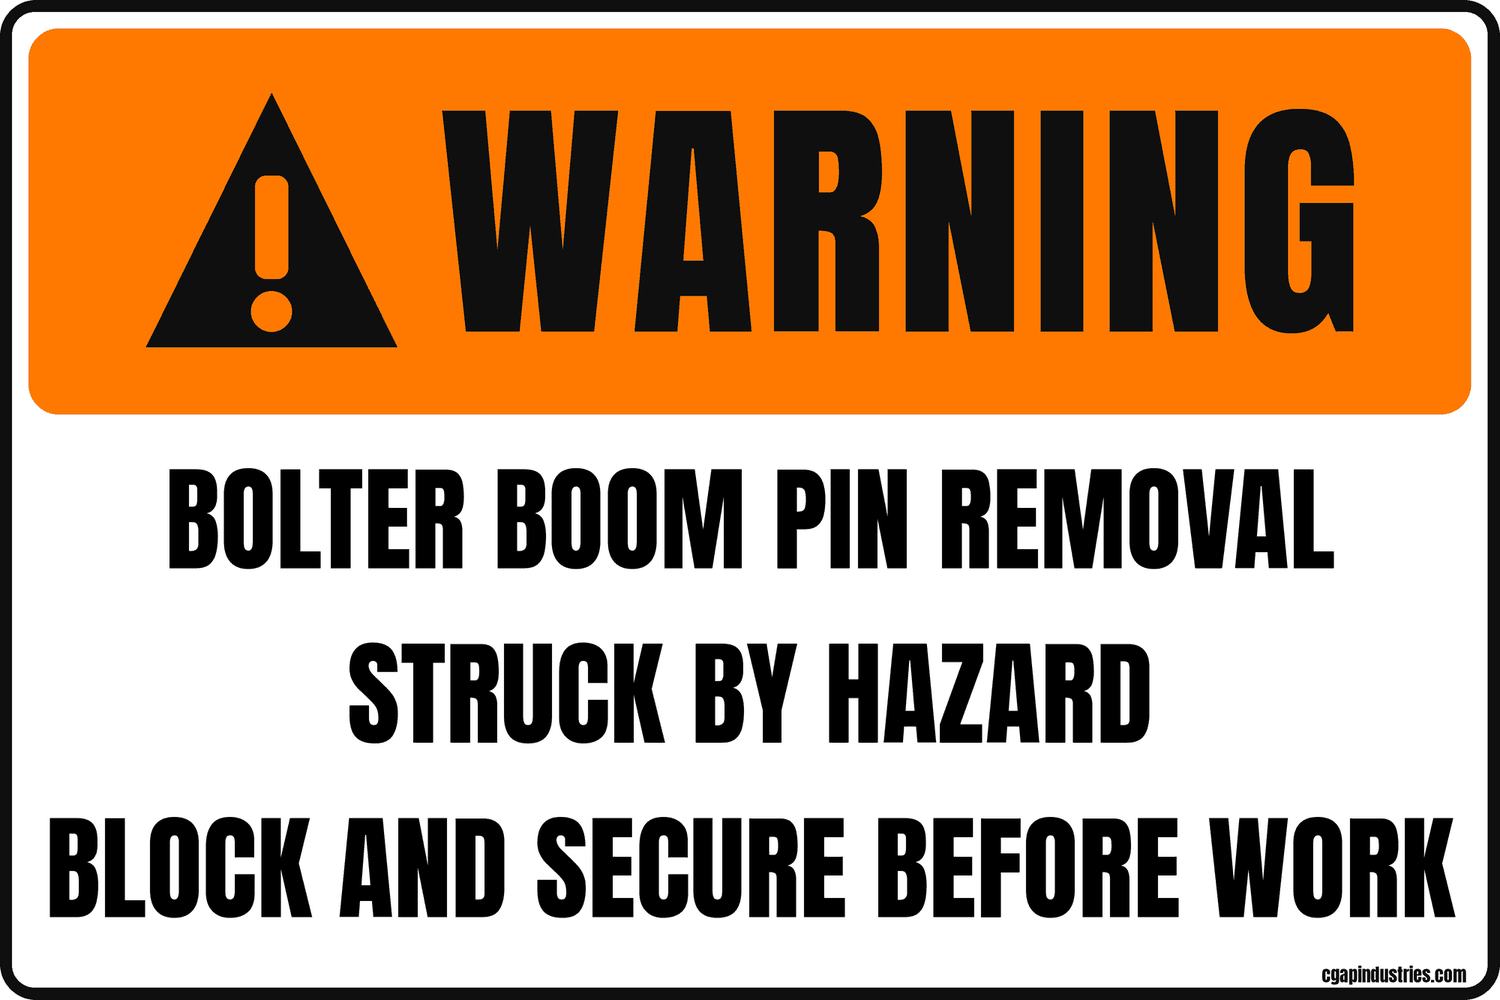 WARNING
BOLTER BOOM PIN REMOVAL
STRUCK BY HAZARD
BLOCK AND SECURE BEFORE WORK
cgapindustries.com